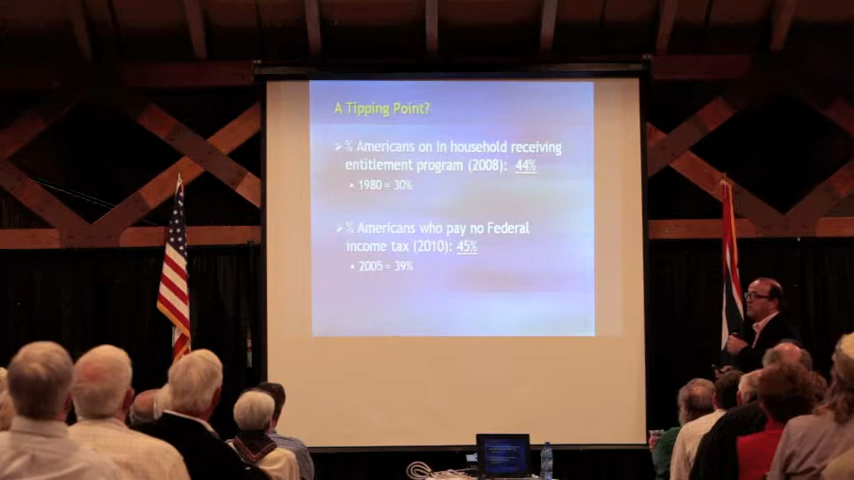 A Tipping Point?
% Americans on in household receiving
entitlement program (2008): 44%
• 1980 = 30%
% Americans who pay no Federal
income tax (2010): 45%
• 2005 = 39%